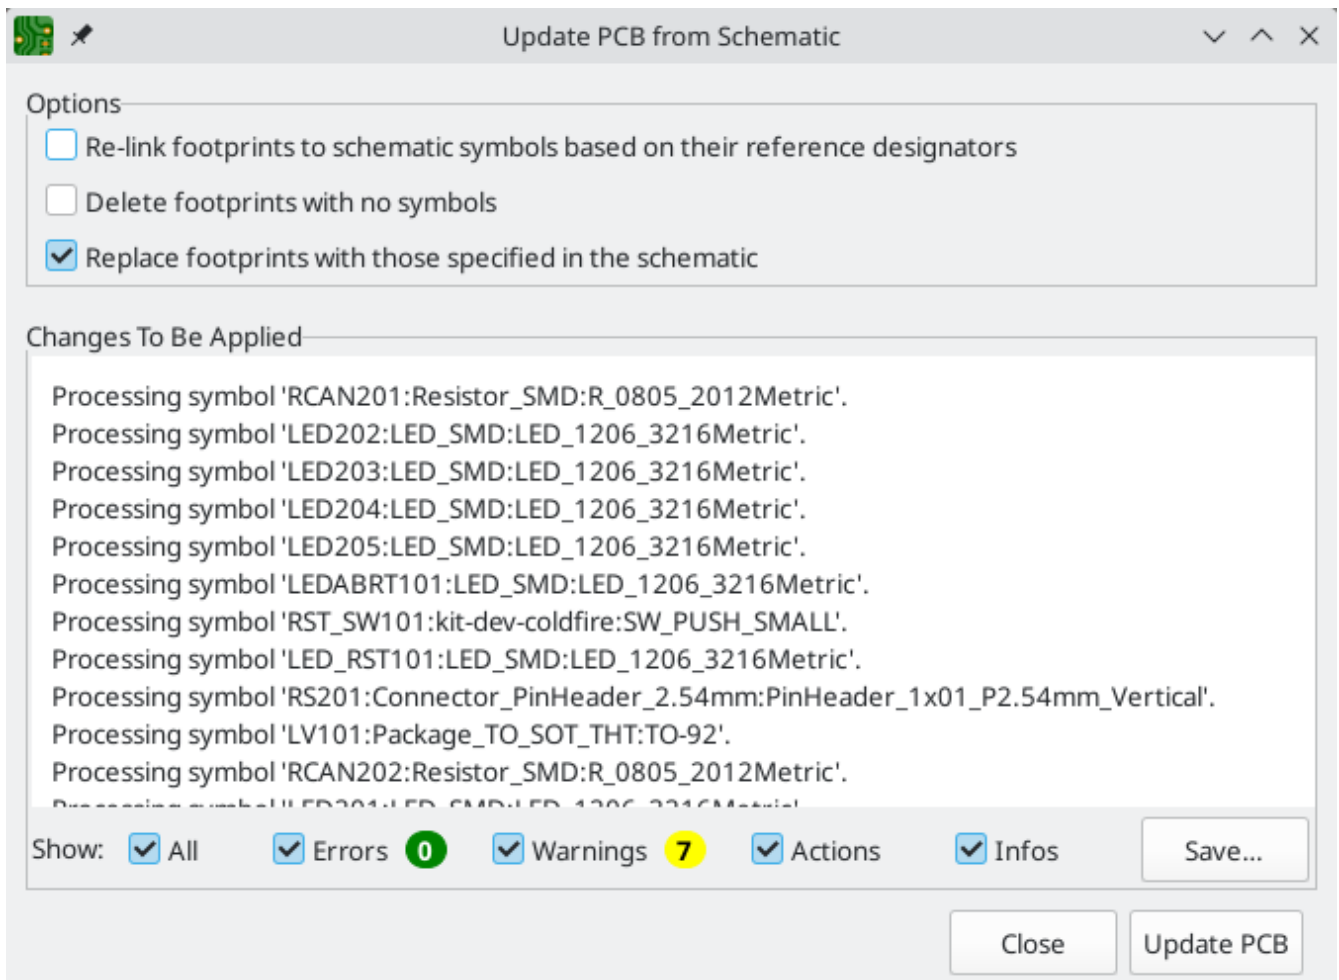 Update PCB from Schematic
Options
Re-link footprints to schematic symbols based on their reference designators
Delete footprints with no symbols
Replace footprints with those specified in the schematic
Changes To Be Applied
Processing symbol 'RCAN201:Resistor_SMD:R_0805_2012Metric'.
Processing symbol 'LED202:LED_SMD:LED_1206_3216Metric'.
Processing symbol 'LED203:LED_SMD:LED_1206_3216Metric'.
Processing symbol 'LED204:LED_SMD:LED_1206_3216Metric'.
Processing symbol 'LED205:LED_SMD:LED_1206_3216Metric'.
Processing symbol 'LEDABRT101:LED_SMD:LED_1206_3216Metric'.
Processing symbol 'RST_SW101:kit-dev-coldfire:SW_PUSH_SMALL'.
Processing symbol 'LED_RST101:LED_SMD:LED_1206_3216Metric'.
Processing symbol 'RS201:Connector_PinHeader_2.54mm:PinHeader_1x01_P2.54mm_Vertical'.
Processing symbol 'LV101:Package_TO_SOT_THT:TO-92'.
Processing symbol 'RCAN202:Resistor_SMD:R_0805_2012Metric'.
Processing symbol 'LED201:LED_SMD:LED_1206_3216Metric'.
Show: All Errors 0 Warnings 7 Actions Infos Save...
Close Update PCB